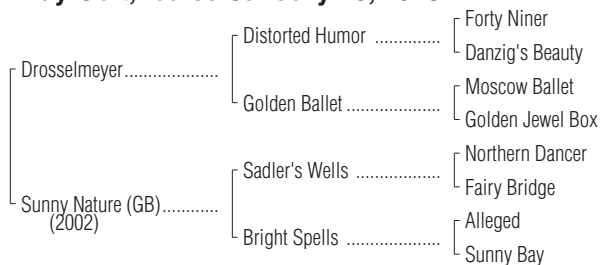 Distorted Humor
Forty Niner
Danzig's Beauty
Drosselmeyer
Golden Ballet
Moscow Ballet
Golden Jewel Box
Sadler's Wells
Northern Dancer
Fairy Bridge
Sunny Nature (GB)
(2002)
Bright Spells
Alleged
Sunny Bay